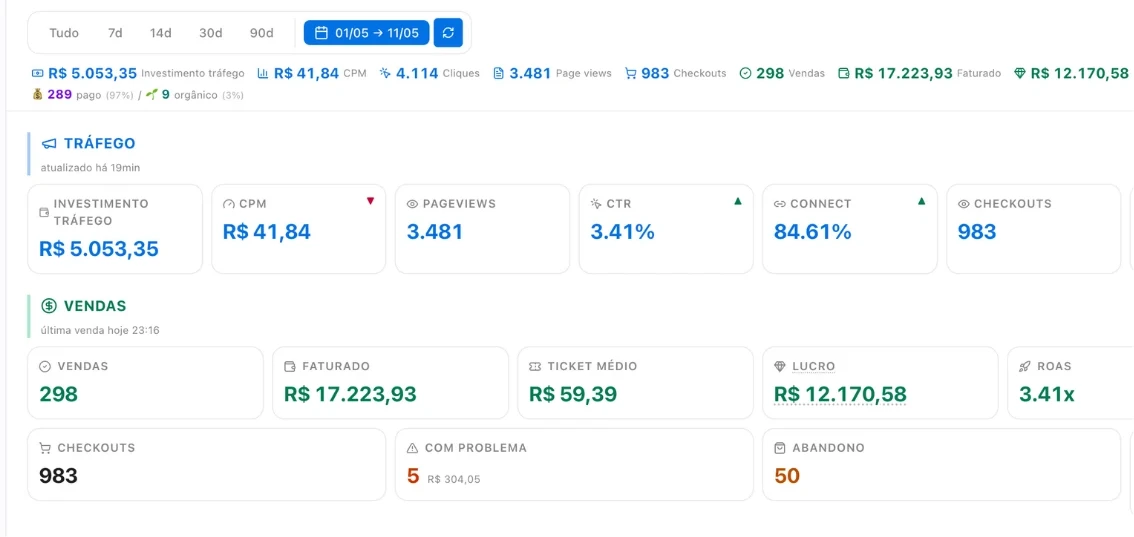 Tudo 7d 14d 30d 90d 01/05 → 11/05
R$ 5.053,35 Investimento tráfego R$ 41,84 CPM 4.114 Cliques 3.481 Page views 983 Checkouts 298 Vendas R$ 17.223,93 Faturado R$ 12.170,58
289 pago (97%) / 9 orgânico (3%)
TRÁFEGO
atualizado há 19min
INVESTIMENTO TRÁFEGO
R$ 5.053,35
CPM
R$ 41,84
PAGEVIEWS
3.481
CTR
3.41%
CONNECT
84.61%
CHECKOUTS
983
VENDAS
última venda hoje 23:16
VENDAS
298
FATURADO
R$ 17.223,93
TICKET MÉDIO
R$ 59,39
LUCRO
R$ 12.170,58
ROAS
3.41x
CHECKOUTS
983
COM PROBLEMA
5 R$ 304,05
ABANDONO
50